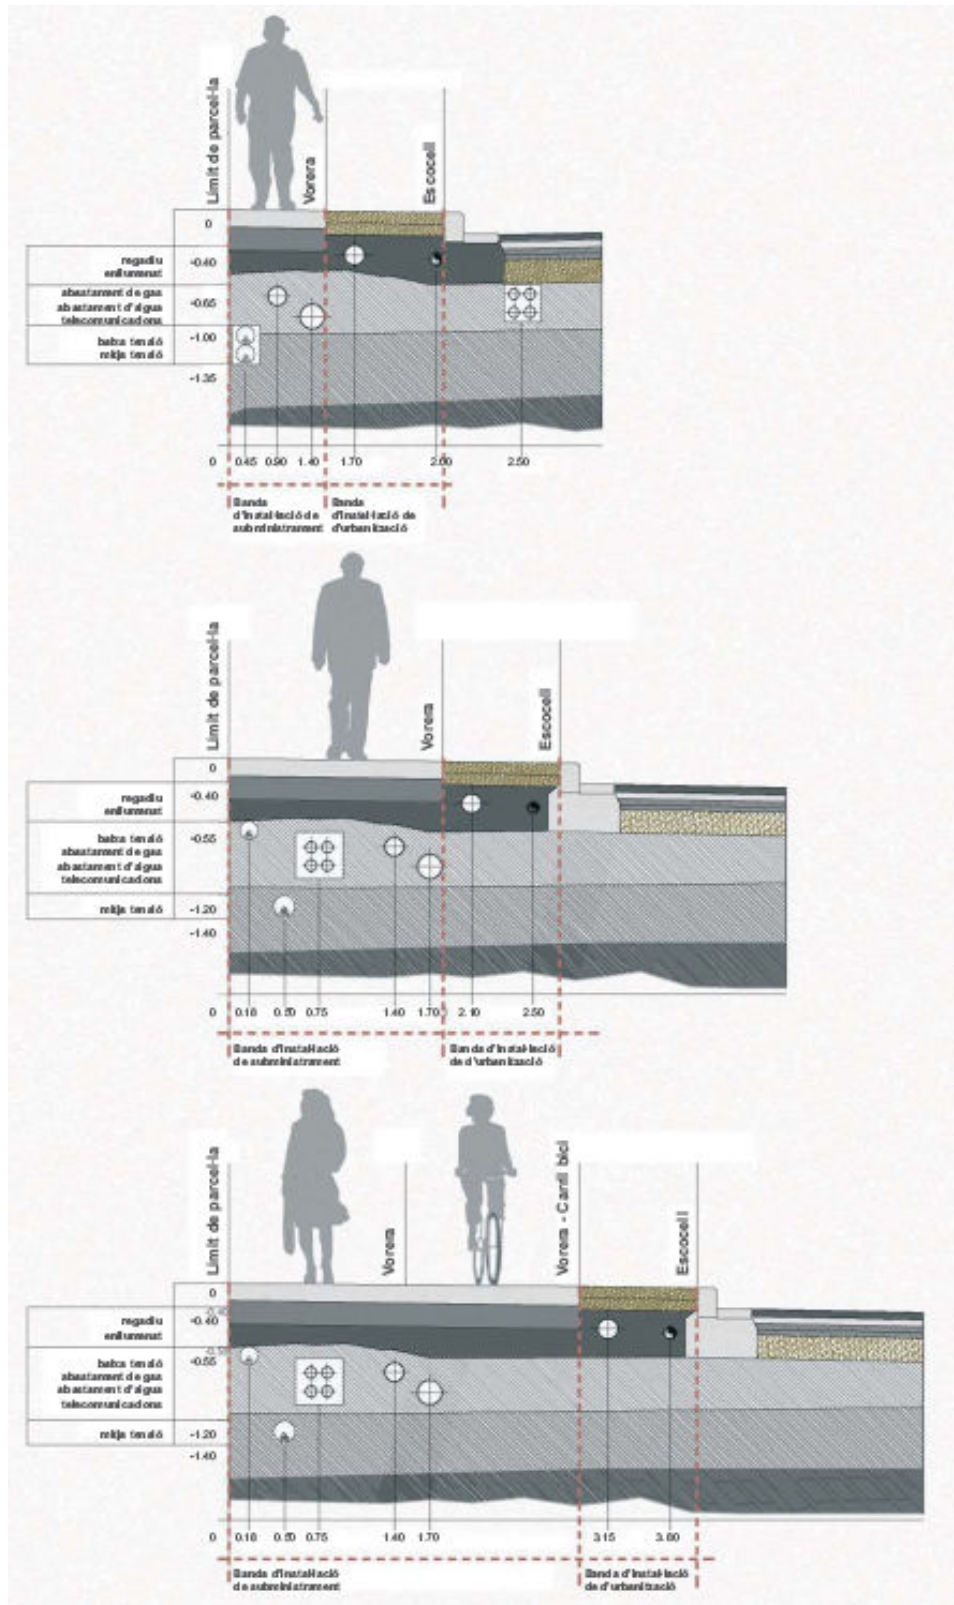 Límit de parcel·la
Vorera
Escocell
0
regadiu
enllumenat
-0.40
abastament de gas
abastament d'aigua
telecomunicacions
-0.65
baixa tensió
mitja tensió
-1.00
-1.35
0 0.45 0.90 1.40 1.70 2.00 2.50
Banda
d'instal·lació de
subministrament
Banda
d'instal·lació de
d'urbanització
Límit de parcel·la
Vorera
Escocell
0
regadiu
enllumenat
-0.40
baixa tensió
abastament de gas
abastament d'aigua
telecomunicacions
-0.55
mitja tensió
-1.20
-1.40
0 0.18 0.50 0.75 1.40 1.70 2.10 2.50
Banda d'instal·lació
de subministrament
Banda d'instal·lació
de d'urbanització
Límit de parcel·la
Vorera
Vorera - Carril bici
Escocell
0
regadiu
enllumenat
-0.40
baixa tensió
abastament de gas
abastament d'aigua
telecomunicacions
-0.55
mitja tensió
-1.20
-1.40
0 0.18 0.50 0.75 1.40 1.70 3.15 3.60
Banda d'instal·lació
de subministrament
Banda d'instal·lació
de d'urbanització